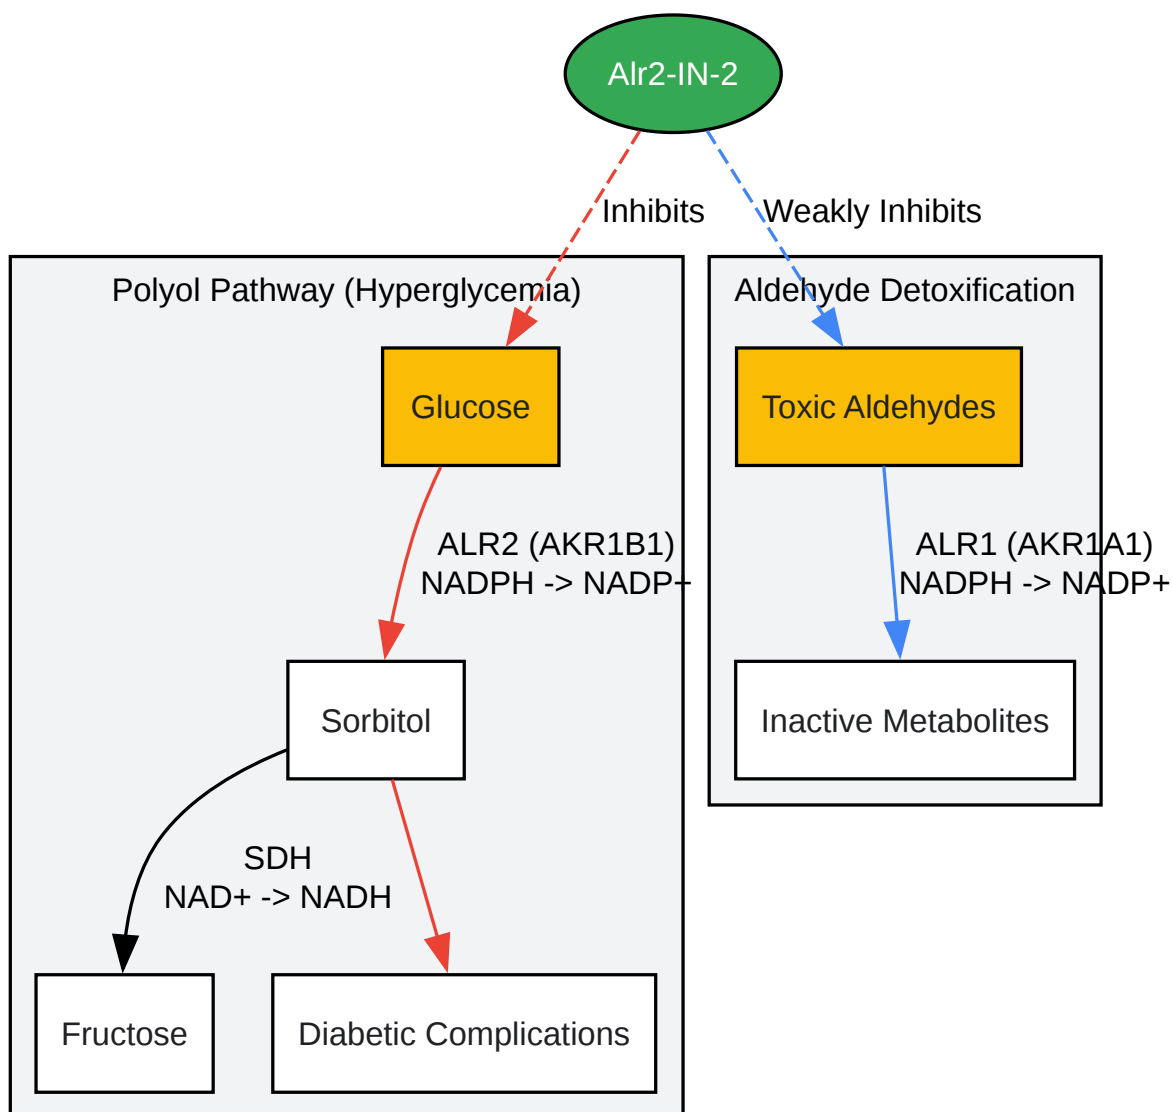 Alr2-IN-2
Inhibits
Weakly Inhibits
Polyol Pathway (Hyperglycemia)
Aldehyde Detoxification
Glucose
Toxic Aldehydes
ALR2 (AKR1B1)
NADPH -> NADP+
ALR1 (AKR1A1)
NADPH -> NADP+
Sorbitol
Inactive Metabolites
SDH
NAD+ -> NADH
Fructose
Diabetic Complications